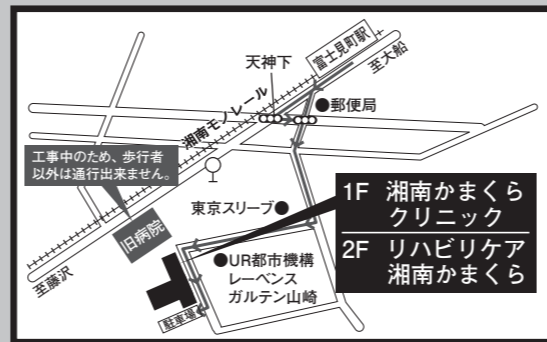 富士見町駅
至大船
天神下
●郵便局
湘南モノレール
工事中のため、歩行者
以外は通行出来ません。
旧病院
至藤沢
東京スリーブ●
●UR都市機構
レーベンス
ガルテン山崎
駐車場
1F 湘南かまくら
クリニック
2F リハビリケア
湘南かまくら